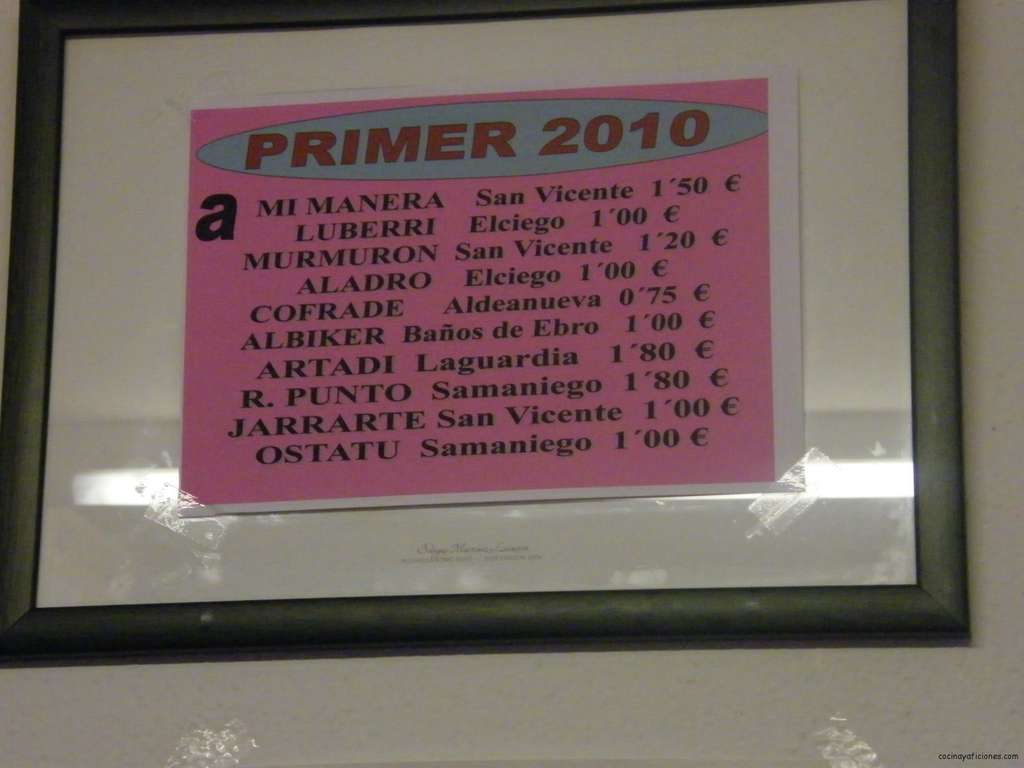 PRIMER 2010
a MI MANERA San Vicente 1´50 €
LUBERRI Elciego 1´00 €
MURMURON San Vicente 1´20 €
ALADRO Elciego 1´00 €
COFRADE Aldeanueva 0´75 €
ALBIKER Baños de Ebro 1´00 €
ARTADI Laguardia 1´80 €
R. PUNTO Samaniego 1´80 €
JARRARTE San Vicente 1´00 €
OSTATU Samaniego 1´00 €
cocinayaficiones.com